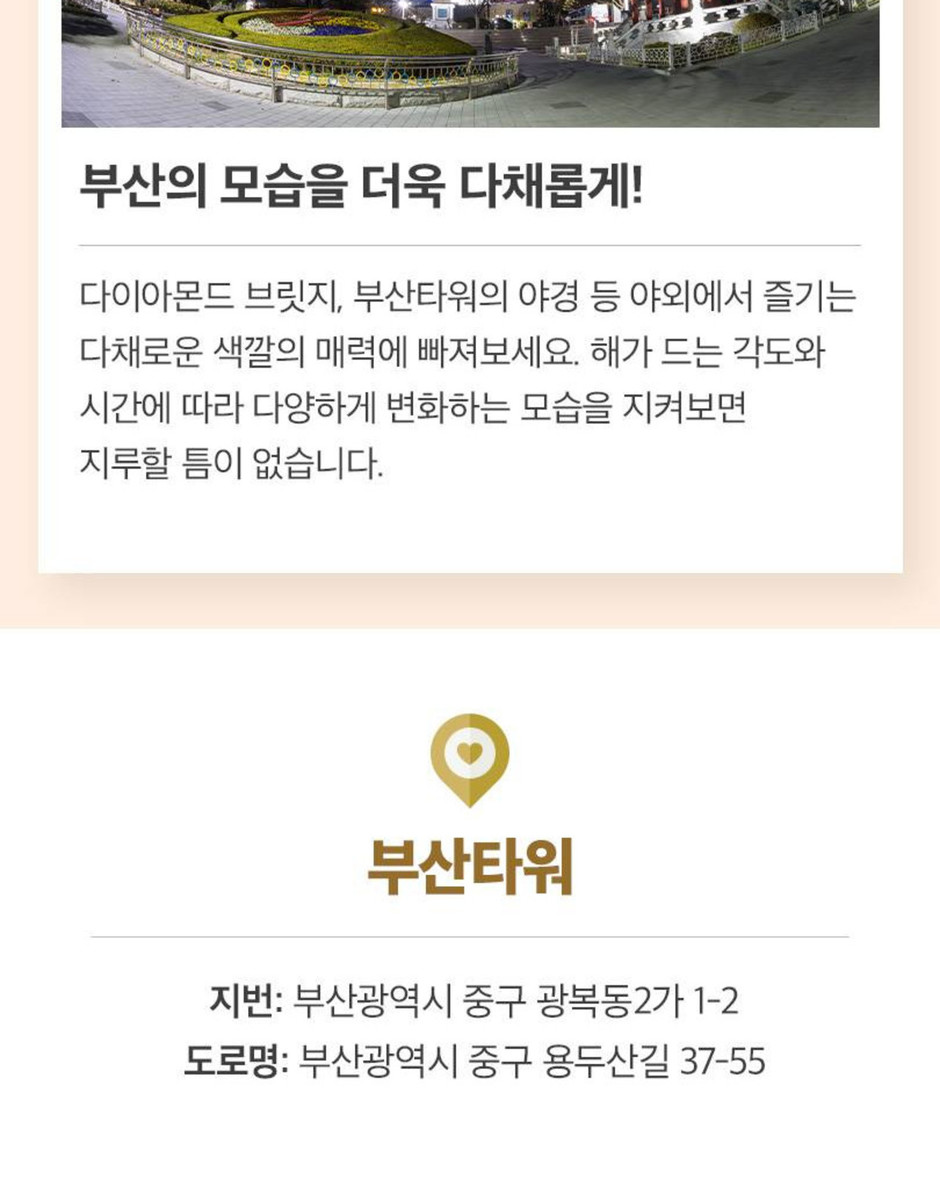 부산의 모습을 더욱 다채롭게!
다이아몬드 브릿지, 부산타워의 야경 등 야외에서 즐기는
다채로운 색깔의 매력에 빠져보세요. 해가 드는 각도와
시간에 따라 다양하게 변화하는 모습을 지켜보면
지루할 틈이 없습니다.
부산타워
지번: 부산광역시 중구 광복동2가 1-2
도로명: 부산광역시 중구 용두산길 37-55